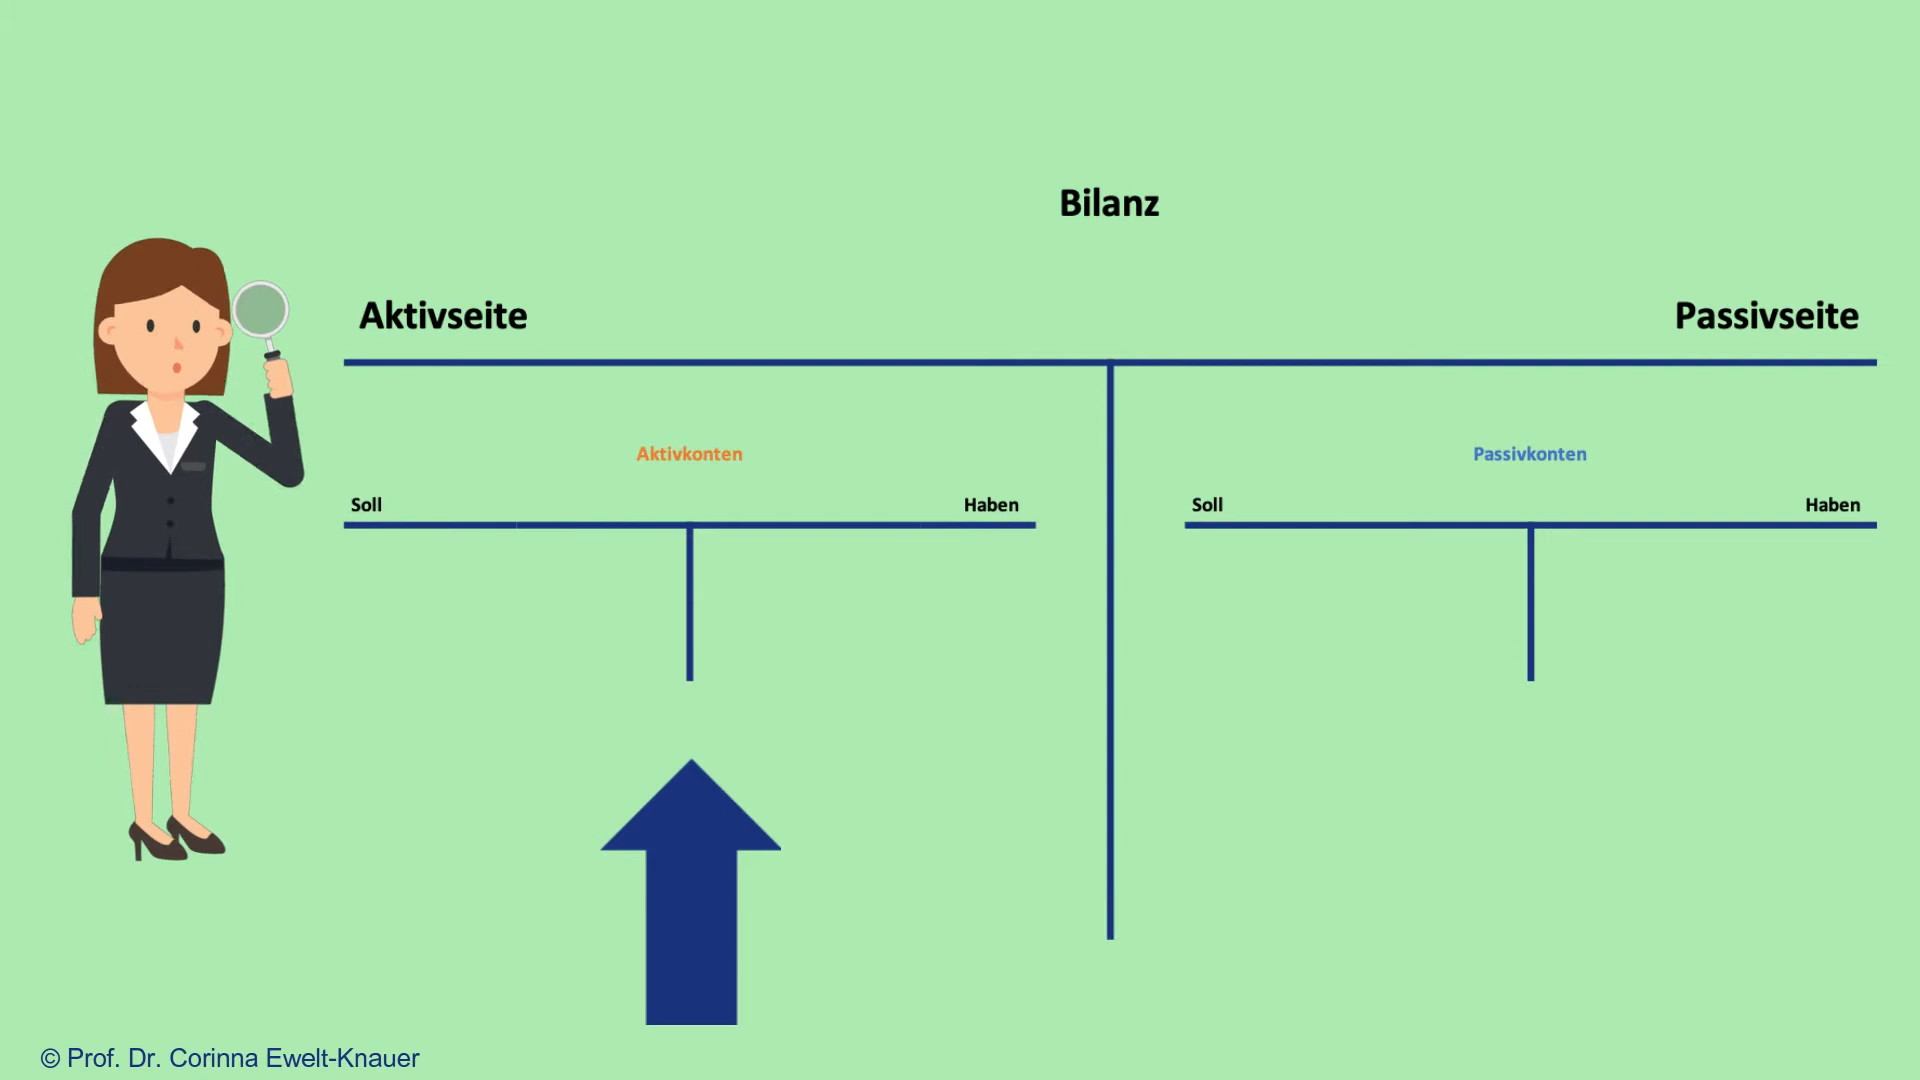 Bilanz
Aktivseite
Passivseite
Aktivkonten
Passivkonten
Soll
Haben
Soll
Haben
© Prof. Dr. Corinna Ewelt-Knauer